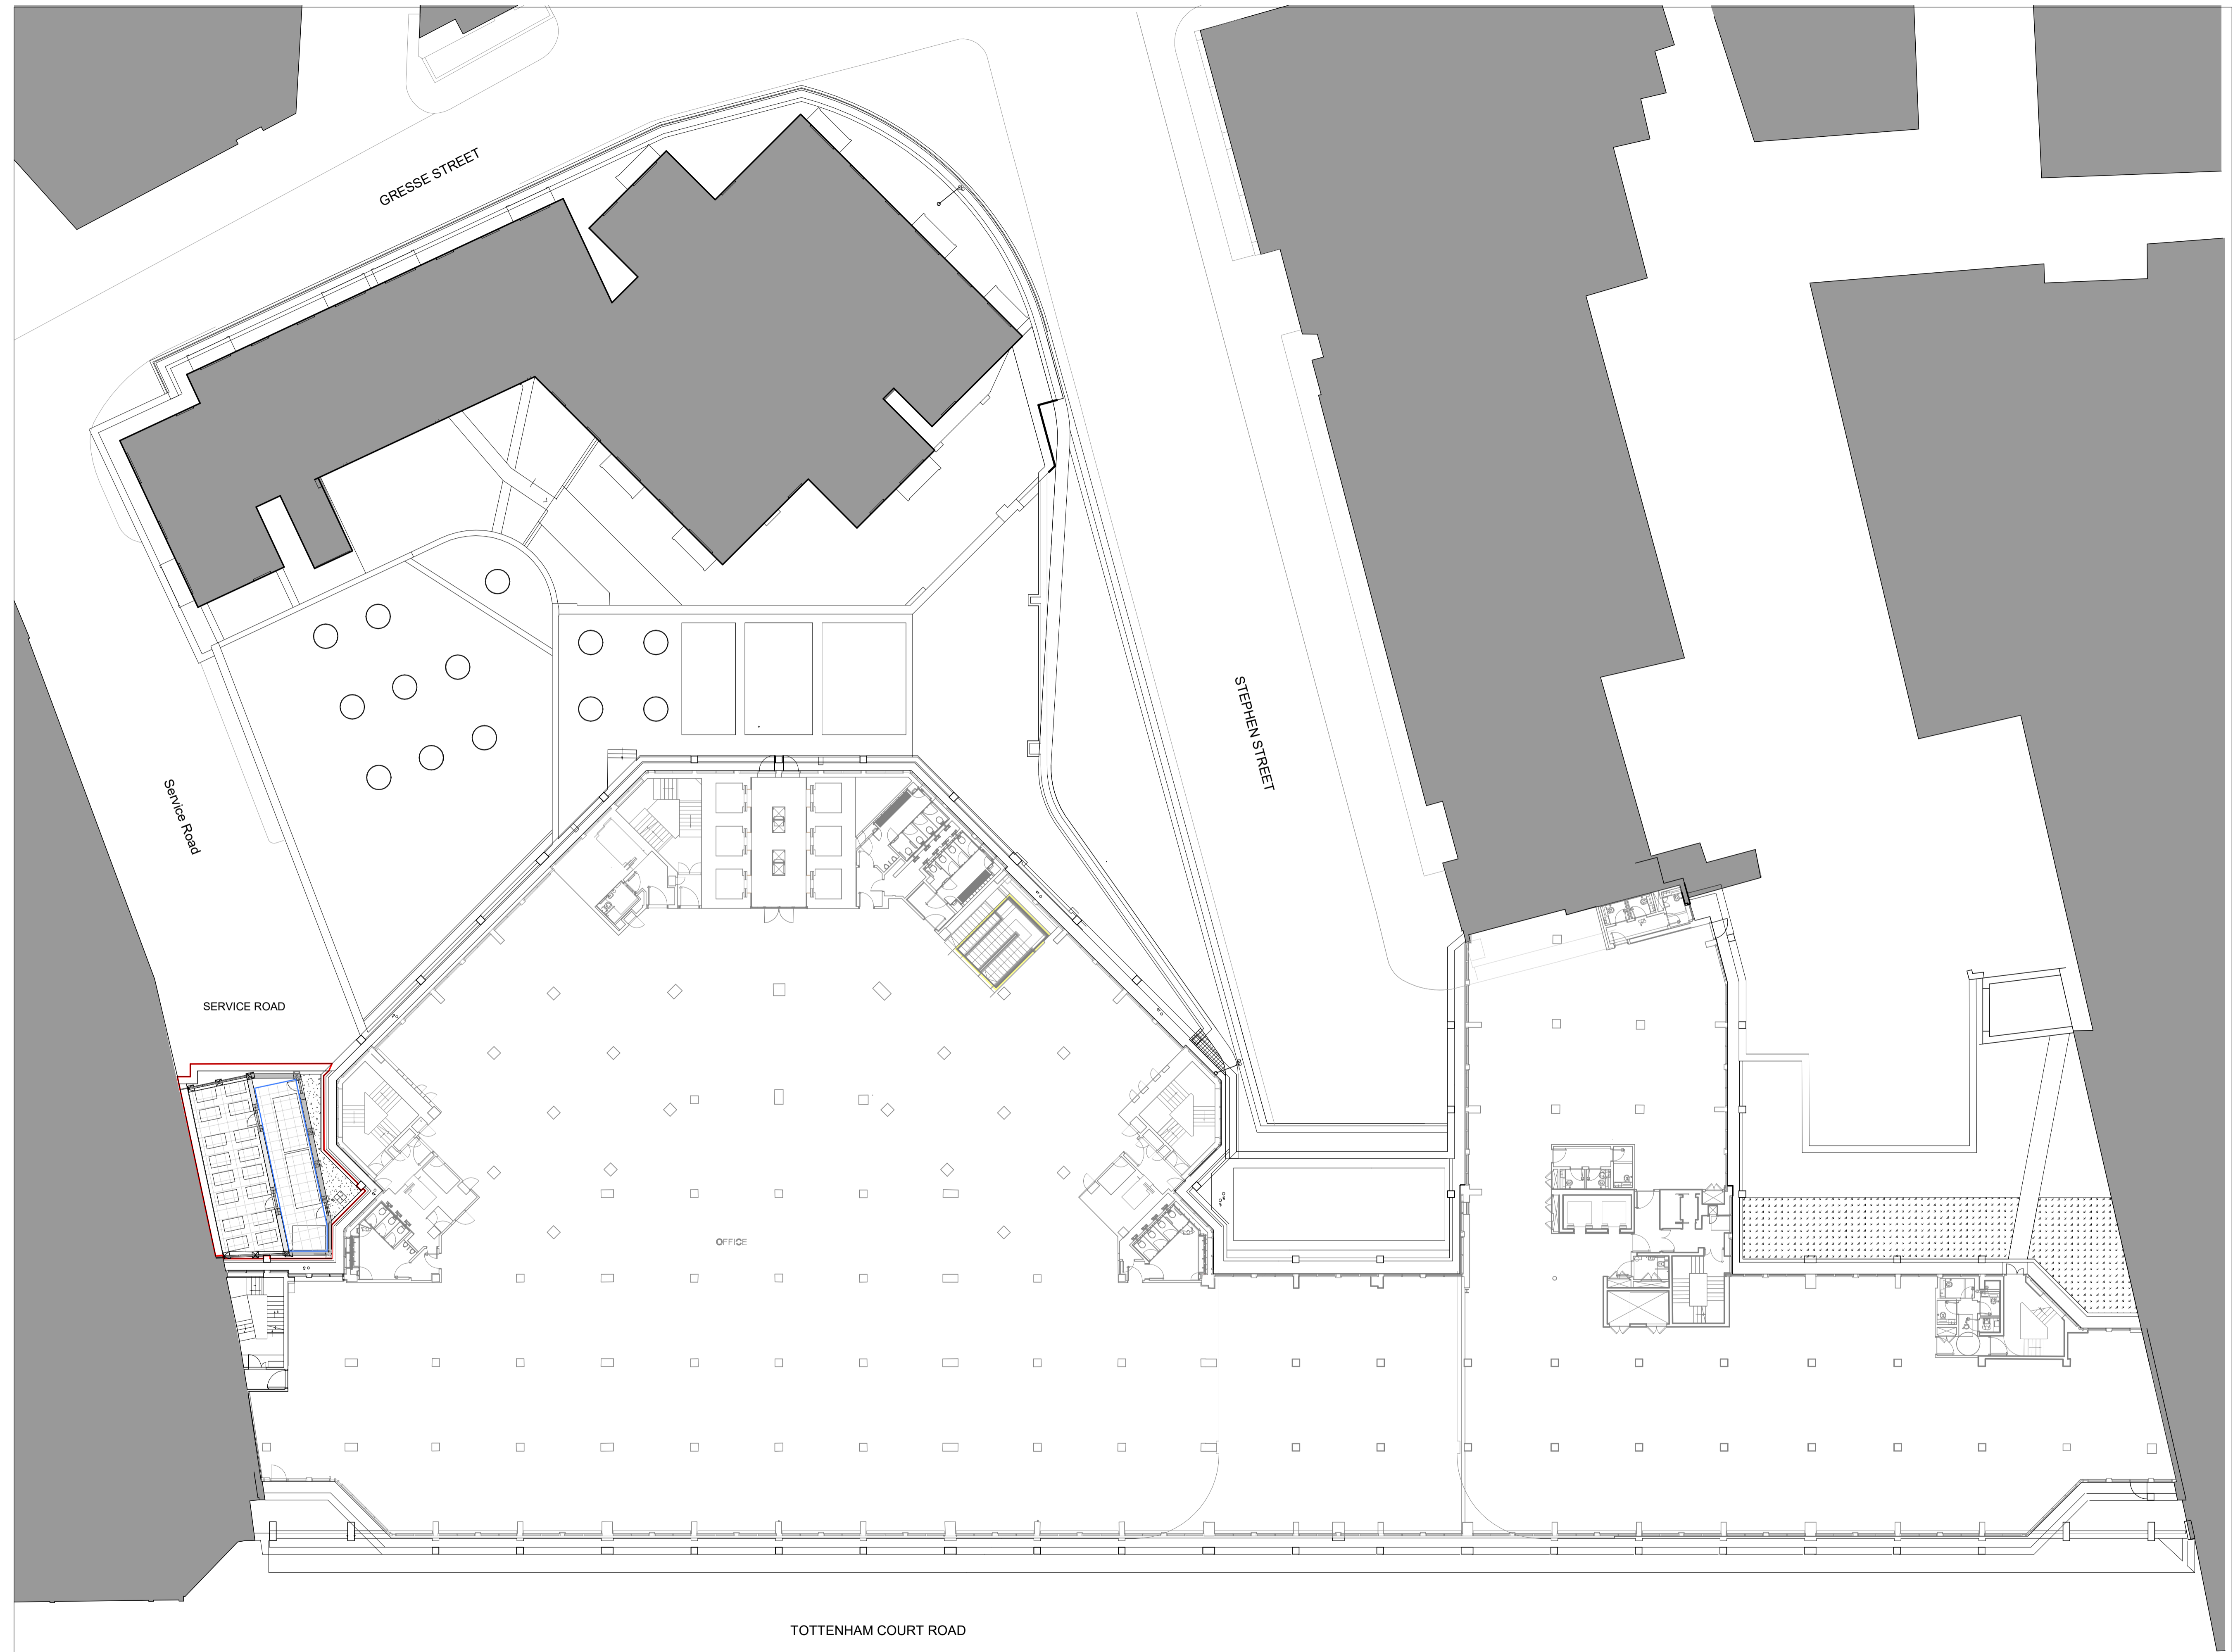 GRESSE STREET
STEPHEN STREET
Service Road
SERVICE ROAD
OFFICE
TOTTENHAM COURT ROAD